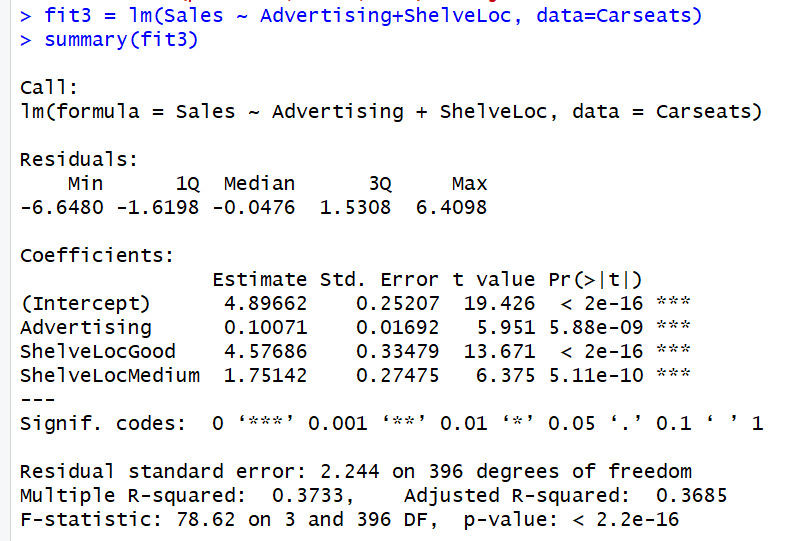 > fit3 = lm(Sales ~ Advertising+ShelveLoc, data=Carseats)
> summary(fit3)
Call:
lm(formula = Sales ~ Advertising + ShelveLoc, data = Carseats)
Residuals:
    Min      1Q  Median      3Q     Max
-6.6480 -1.6198 -0.0476  1.5308  6.4098
Coefficients:
                Estimate Std. Error t value Pr(>|t|)
(Intercept)      4.89662    0.25207  19.426  < 2e-16 ***
Advertising      0.10071    0.01692   5.951 5.88e-09 ***
ShelveLocGood    4.57686    0.33479  13.671  < 2e-16 ***
ShelveLocMedium  1.75142    0.27475   6.375 5.11e-10 ***
---
Signif. codes:  0 ‘***’ 0.001 ‘**’ 0.01 ‘*’ 0.05 ‘.’ 0.1 ‘ ’ 1
Residual standard error: 2.244 on 396 degrees of freedom
Multiple R-squared:  0.3733,    Adjusted R-squared:  0.3685
F-statistic: 78.62 on 3 and 396 DF,  p-value: < 2.2e-16